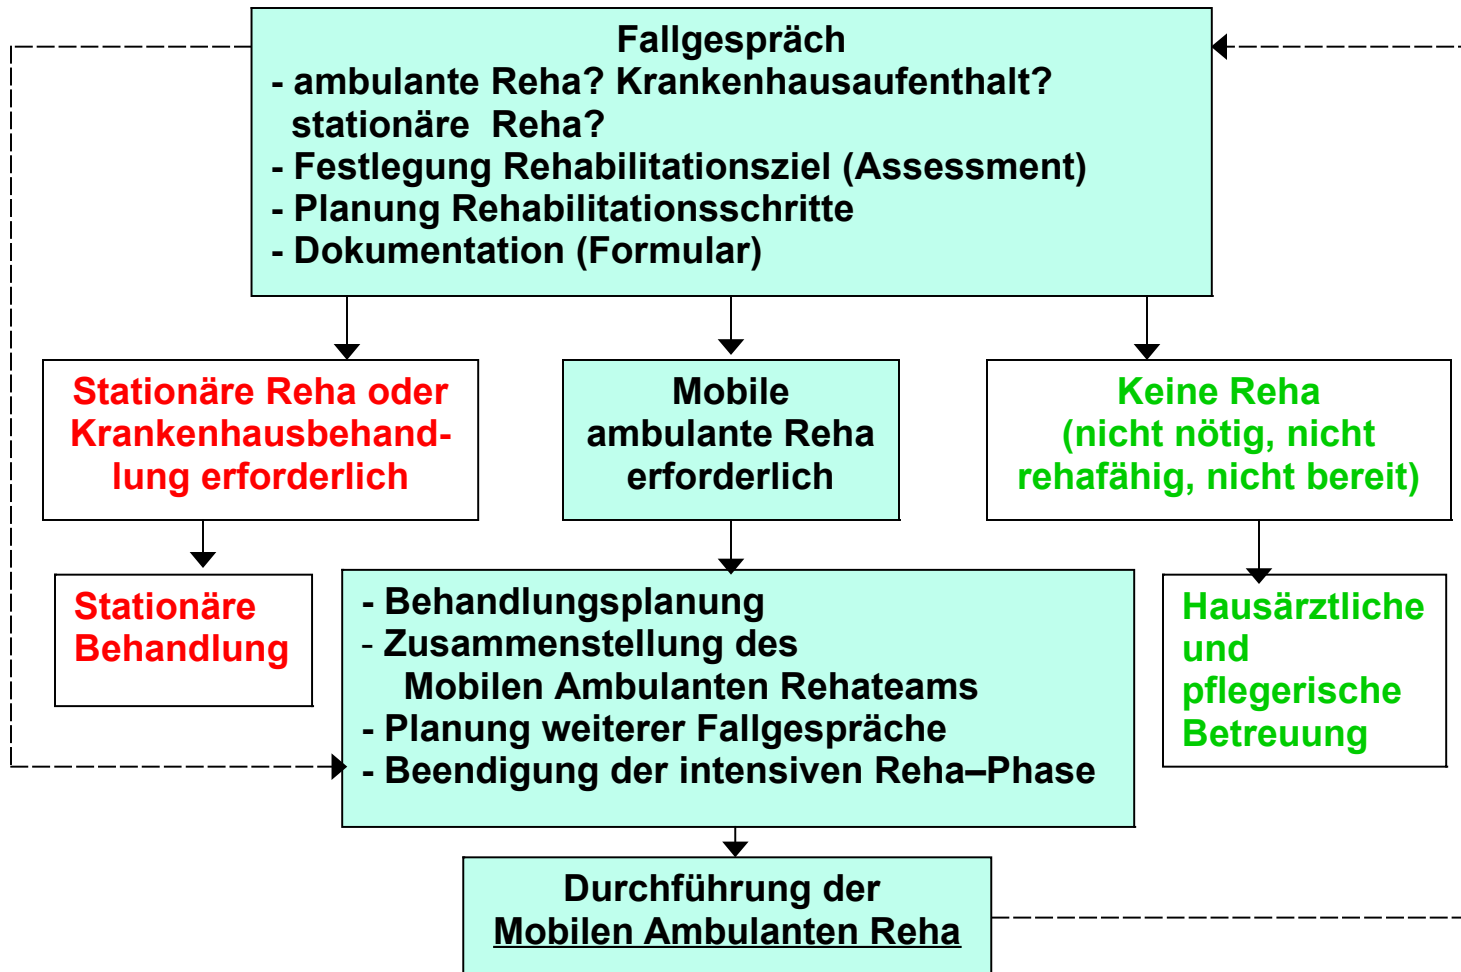 Fallgespräch
- ambulante Reha? Krankenhausaufenthalt?
stationäre Reha?
- Festlegung Rehabilitationsziel (Assessment)
- Planung Rehabilitationsschritte
- Dokumentation (Formular)
Stationäre Reha oder
Krankenhausbehand-
lung erforderlich
Mobile
ambulante Reha
erforderlich
Keine Reha
(nicht nötig, nicht
rehafähig, nicht bereit)
Stationäre
Behandlung
- Behandlungsplanung
- Zusammenstellung des
Mobilen Ambulanten Rehateams
- Planung weiterer Fallgespräche
- Beendigung der intensiven Reha–Phase
Hausärztliche
und
pflegerische
Betreuung
Durchführung der
Mobilen Ambulanten Reha